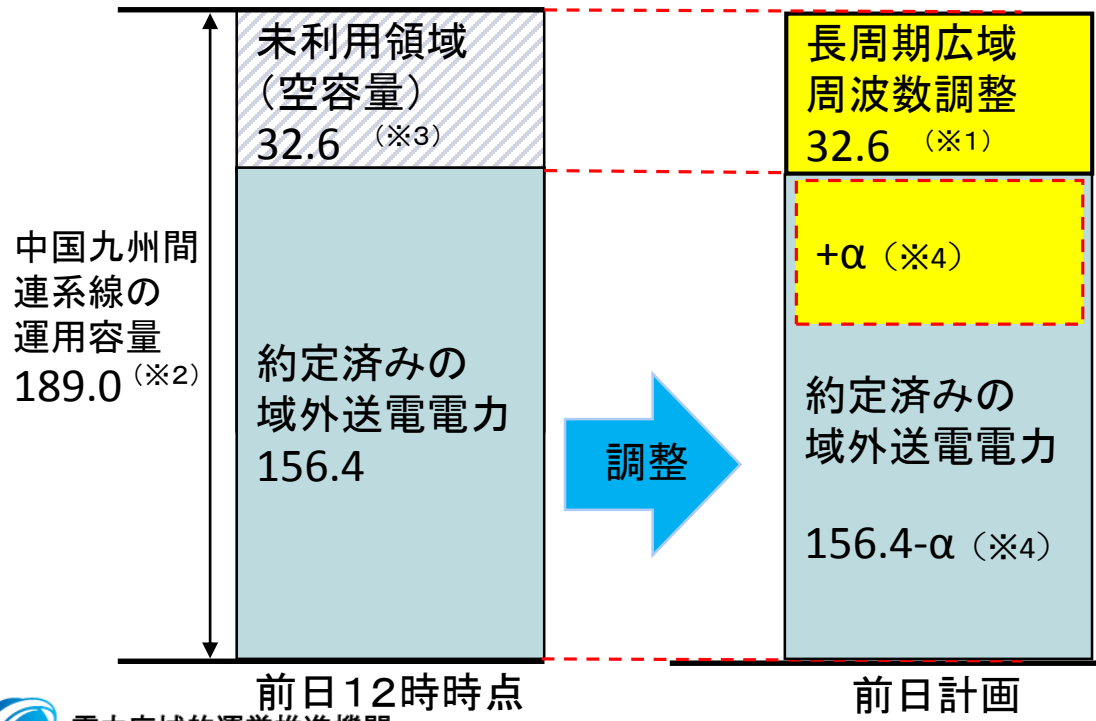 未利用領域
(空容量)
32.6 (※3)
長周期広域
周波数調整
32.6 (※1)
中国九州間
連系線の
運用容量
189.0(※2)
+α(※4)
約定済みの
域外送電電力
156.4
調整
約定済みの
域外送電電力
156.4-α(※4)
前日12時時点
前日計画